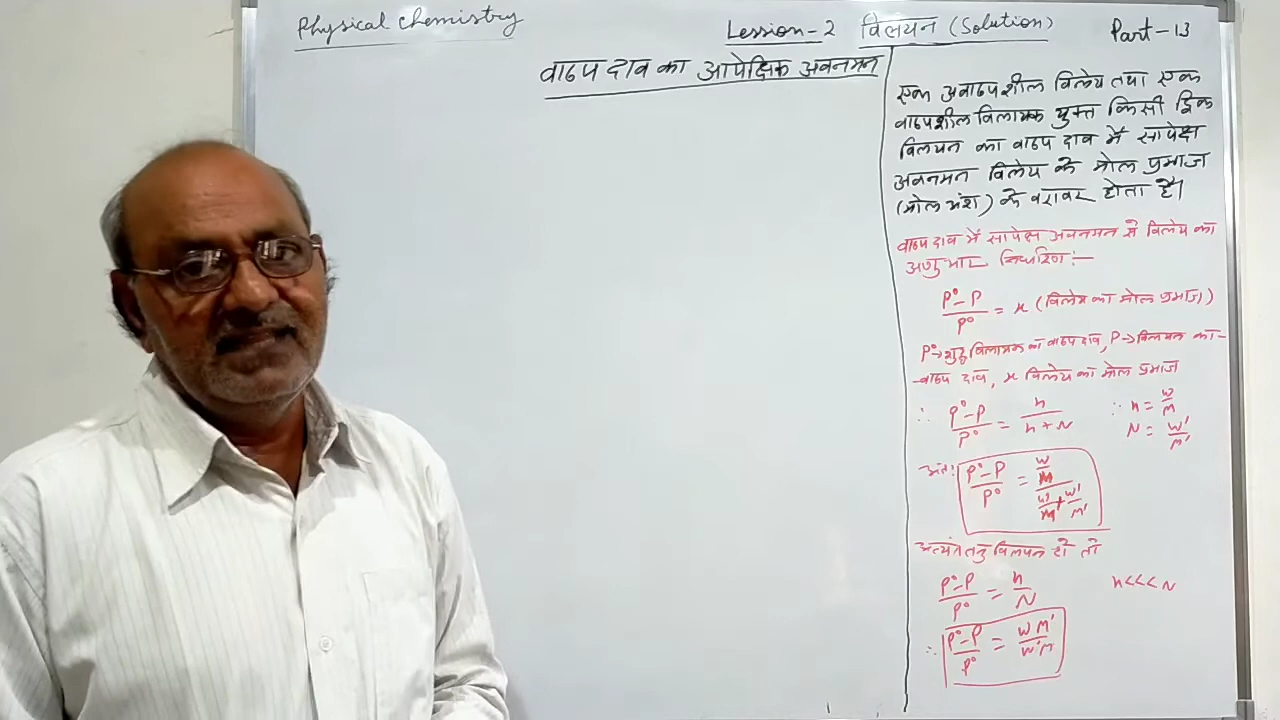 Physical chemistry
Lession-2 विलयन (Solution)
Part-13
वाष्प दाव का आपेक्षिक अवनमन
एक अवाष्पशील विलेय तथा एक
वाष्पशील विलायक युक्त किसी द्विक
विलयन का वाष्प दाव में सापेक्ष
अवनमन विलेय के मोल प्रभाज
(मोल अंश) के बराबर होता है।
वाष्प दाव में सापेक्ष अवनमन से विलेय का
अणुभार निर्धारण :-
P°-P/P° = x (विलेय का मोल प्रभाज)
P°→शुद्ध विलायक का वाष्प दाव, P→विलयन का-
-वाष्प दाव, x विलेय का मोल प्रभाज
∴ P°-P/P° = n/n+N ∵ n = w/M
N = w'/M'
अतः P°-P/P° = w/M / w/M + w'/M'
अत्यंत तनु विलयन हो तो
P°-P/P° = n/N n<<<N
∴ P°-P/P° = wM'/w'M